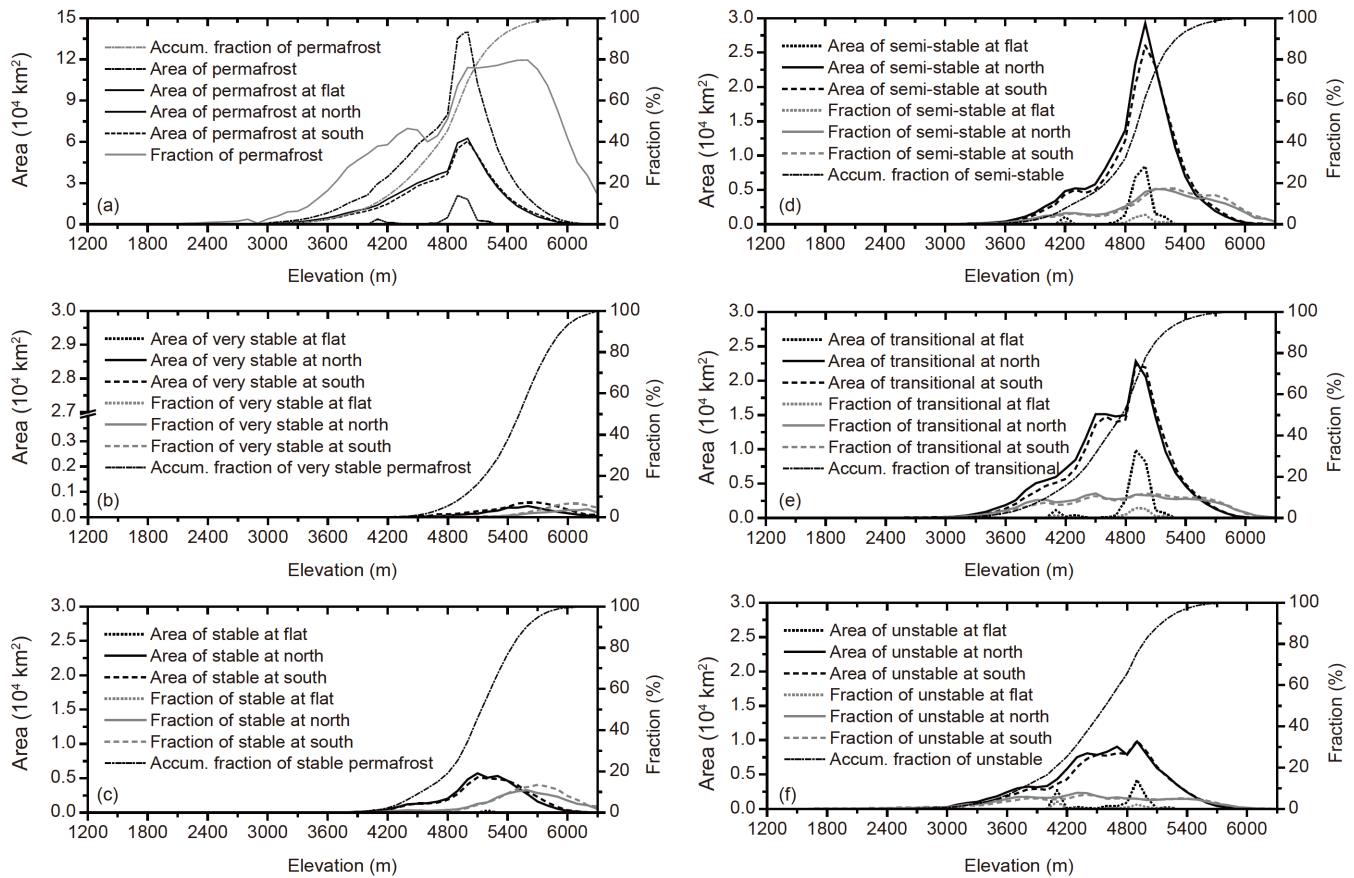 15
12
9
6
3
0
Area (10⁴ km²)
Accum. fraction of permafrost
Area of permafrost
Area of permafrost at flat
Area of permafrost at north
Area of permafrost at south
Fraction of permafrost
(a)
100
80
60
40
20
0
Fraction (%)
1200 2400 3000 3600 4200 4800 5400 6000
Elevation (m)
3.0
2.9
2.8
2.7
0.3
0.2
0.1
0.0
Area (10⁴ km²)
Area of very stable at flat
Area of very stable at north
Area of very stable at south
Fraction of very stable at flat
Fraction of very stable at north
Fraction of very stable at south
Accum. fraction of very stable permafrost
(b)
100
80
60
40
20
0
Fraction (%)
1200 2400 3000 3600 4200 4800 5400 6000
Elevation (m)
3.0
2.5
2.0
1.5
1.0
0.5
0.0
Area (10⁴ km²)
Area of stable at flat
Area of stable at north
Area of stable at south
Fraction of stable at flat
Fraction of stable at north
Fraction of stable at south
Accum. fraction of stable permafrost
(c)
100
80
60
40
20
0
Fraction (%)
1200 2400 3000 3600 4200 4800 5400 6000
Elevation (m)
3.0
2.5
2.0
1.5
1.0
0.5
0.0
Area (10⁴ km²)
Area of semi-stable at flat
Area of semi-stable at north
Area of semi-stable at south
Fraction of semi-stable at flat
Fraction of semi-stable at north
Fraction of semi-stable at south
Accum. fraction of semi-stable
(d)
100
80
60
40
20
0
Fraction (%)
1200 2400 3000 3600 4200 4800 5400 6000
Elevation (m)
3.0
2.5
2.0
1.5
1.0
0.5
0.0
Area (10⁴ km²)
Area of transitional at flat
Area of transitional at north
Area of transitional at south
Fraction of transitional at flat
Fraction of transitional at north
Fraction of transitional at south
Accum. fraction of transitional
(e)
100
80
60
40
20
0
Fraction (%)
1200 2400 3000 3600 4200 4800 5400 6000
Elevation (m)
3.0
2.5
2.0
1.5
1.0
0.5
0.0
Area (10⁴ km²)
Area of unstable at flat
Area of unstable at north
Area of unstable at south
Fraction of unstable at flat
Fraction of unstable at north
Fraction of unstable at south
Accum. fraction of unstable
(f)
100
80
60
40
20
0
Fraction (%)
1200 2400 3000 3600 4200 4800 5400 6000
Elevation (m)